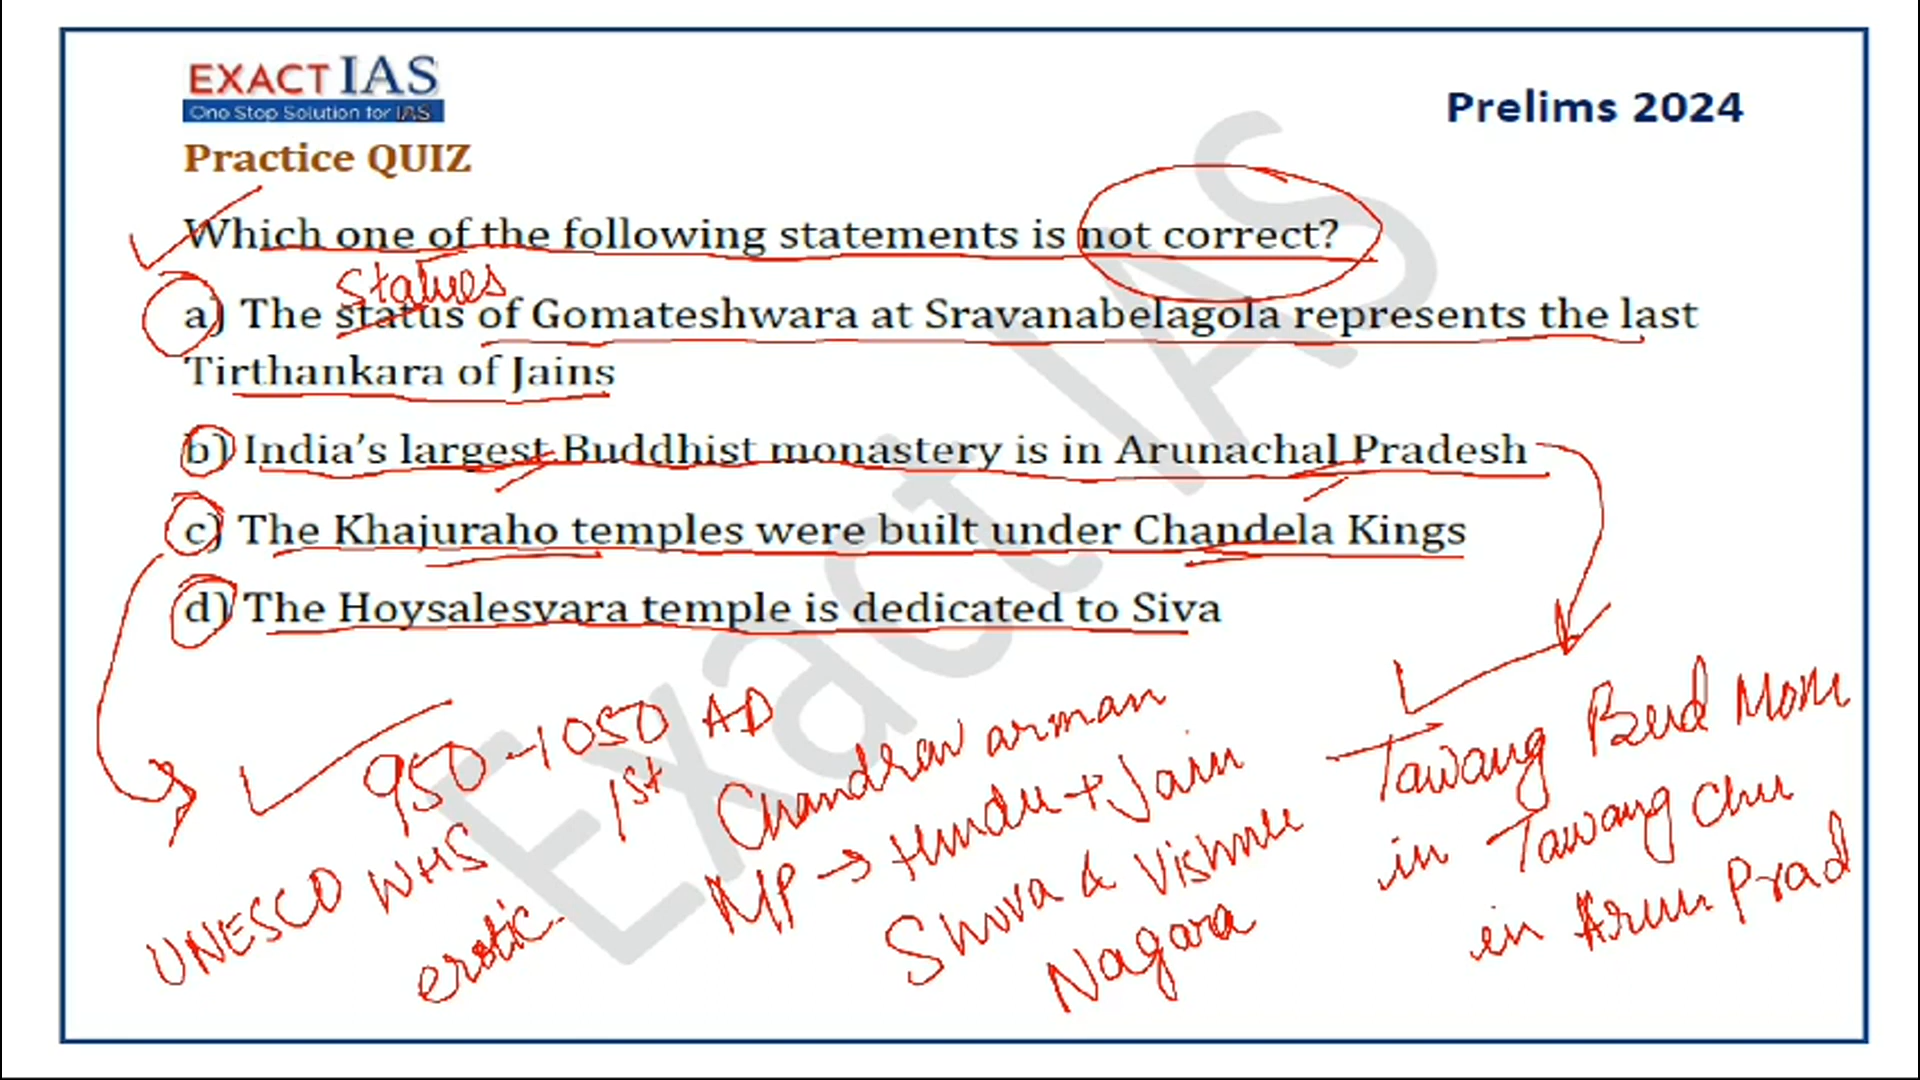 EXACT IAS
One Stop Solution for IAS
Prelims 2024
Practice QUIZ
Which one of the following statements is not correct?
Statues
a) The status of Gomateshwara at Sravanabelagola represents the last
Tirthankara of Jains
b) India's largest Buddhist monastery is in Arunachal Pradesh
c) The Khajuraho temples were built under Chandela Kings
d) The Hoysalesvara temple is dedicated to Siva
950-1050 AD
1st Chandravarman
UNESCO WHS
erotic
MP → Hindu + Jain
Shiva & Vishnu
Nagara
Tawang Bud Mon
in Tawang Chu
in Arun Prad
Exact IAS